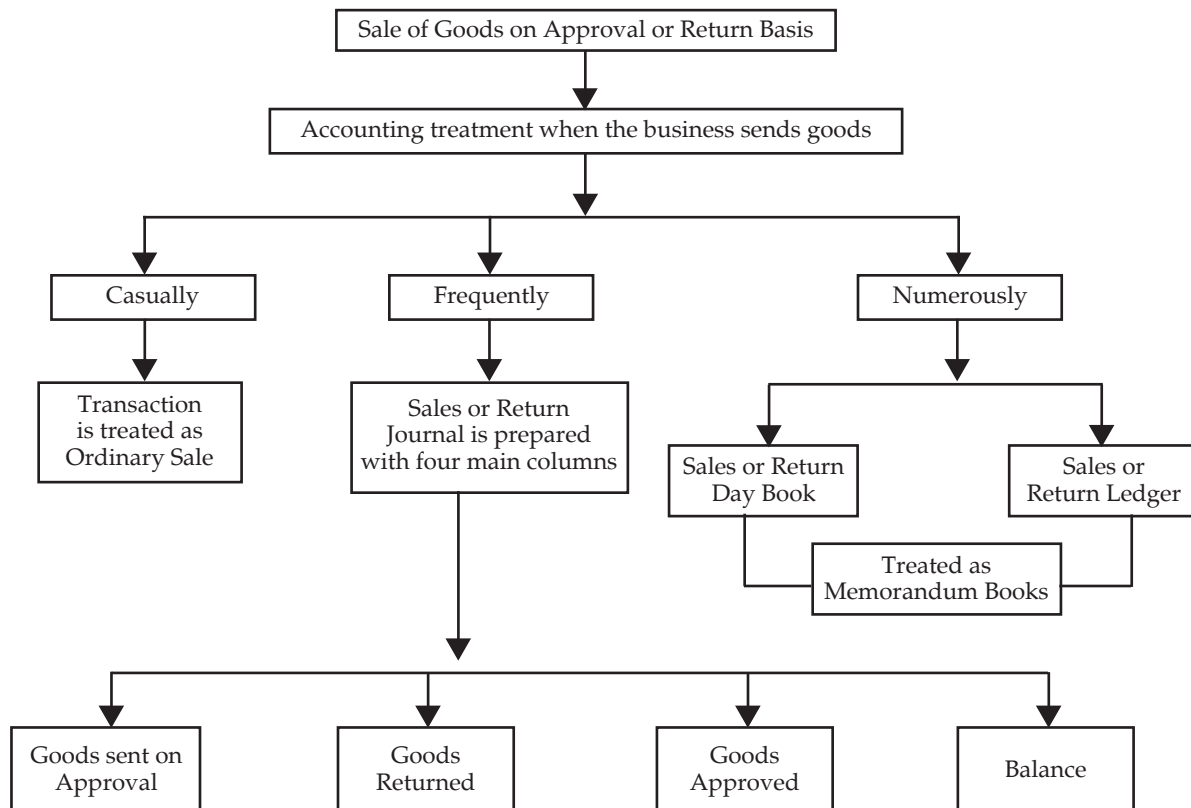 Sale of Goods on Approval or Return Basis
Accounting treatment when the business sends goods
Casually
Frequently
Numerously
Transaction
is treated as
Ordinary Sale
Sales or Return
Journal is prepared
with four main columns
Sales or Return
Day Book
Sales or
Return Ledger
Treated as
Memorandum Books
Goods sent on
Approval
Goods
Returned
Goods
Approved
Balance